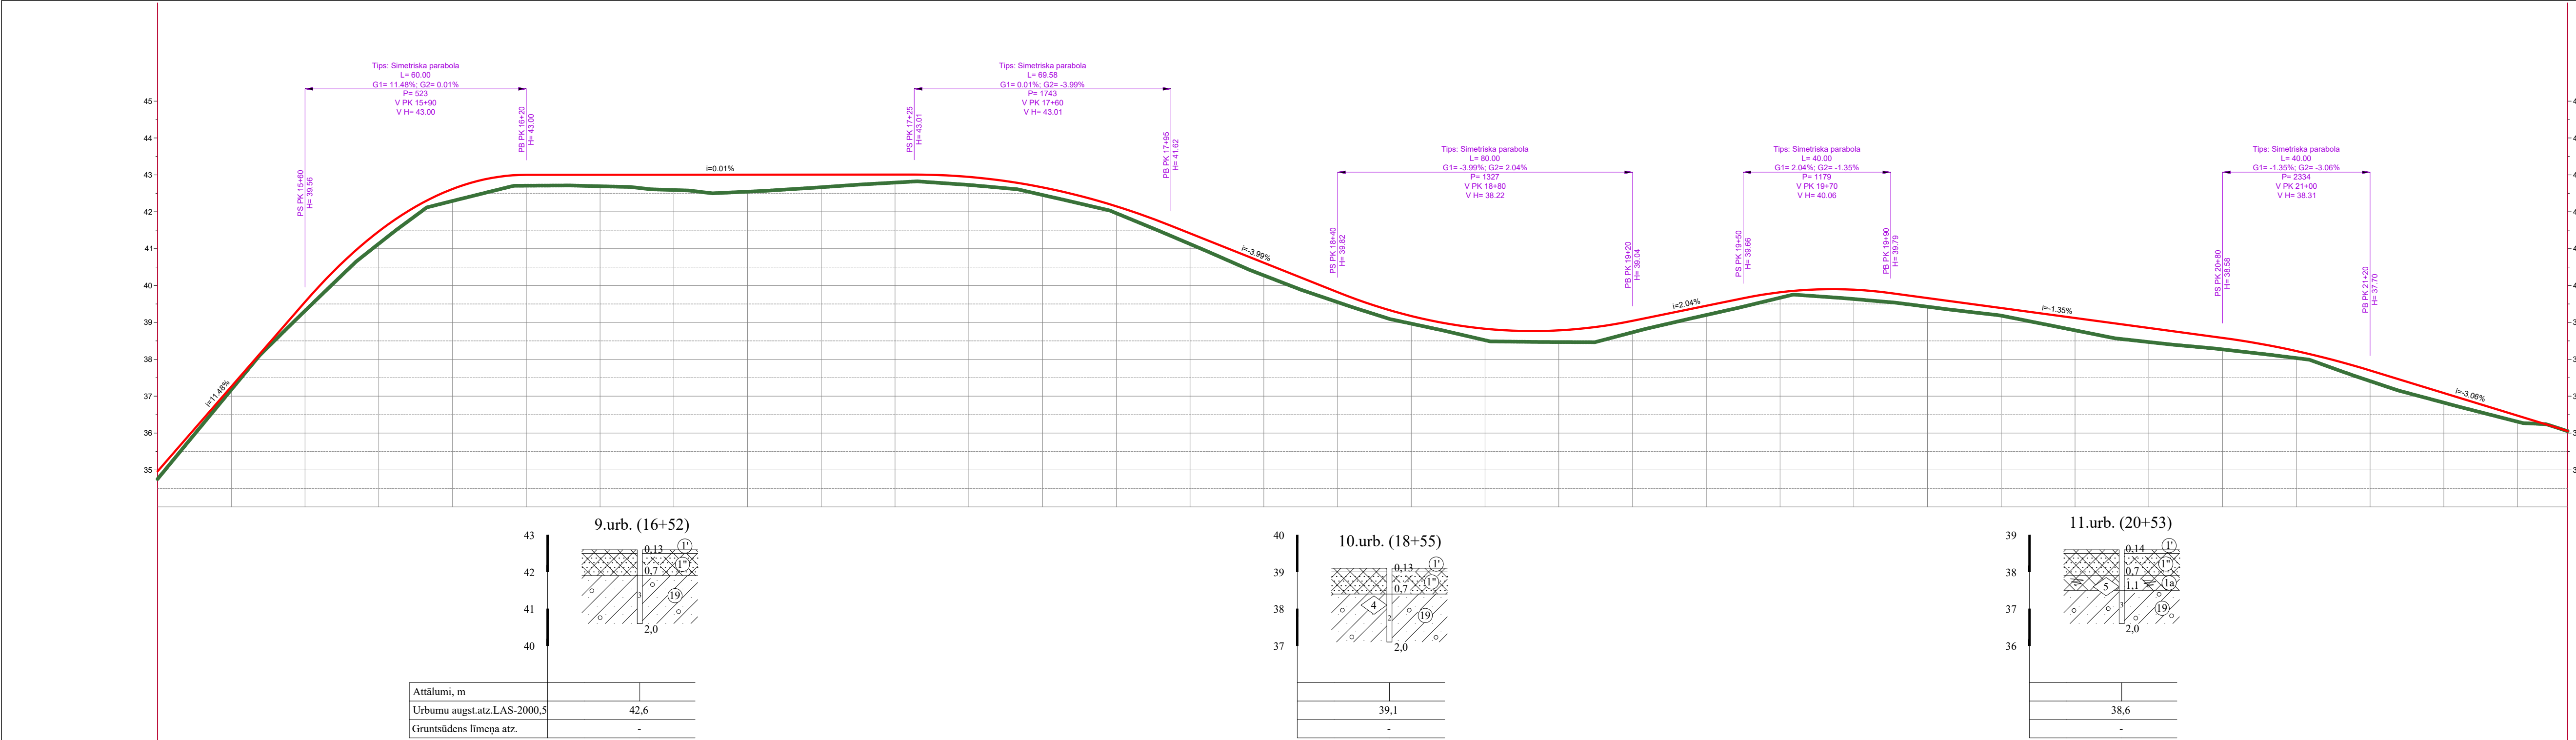 Tips: Simetriska parabola
L= 60.00
G1= 11.48%; G2= 0.01%
P= 523
V PK 15+90
V H= 43.00
PS PK 15+60
H= 39.56
PB PK 16+20
H= 43.00
Tips: Simetriska parabola
L= 69.58
G1= 0.01%; G2= -3.99%
P= 1743
V PK 17+60
V H= 43.01
PS PK 17+25
H= 43.01
PB PK 17+95
H= 41.62
Tips: Simetriska parabola
L= 80.00
G1= -3.99%; G2= 2.04%
P= 1327
V PK 18+80
V H= 38.22
PS PK 18+40
H= 39.82
PB PK 19+20
H= 39.04
Tips: Simetriska parabola
L= 40.00
G1= 2.04%; G2= -1.35%
P= 1179
V PK 19+70
V H= 40.06
PS PK 19+50
H= 39.66
PB PK 19+90
H= 39.79
Tips: Simetriska parabola
L= 40.00
G1= -1.35%; G2= -3.06%
P= 2334
V PK 21+00
V H= 38.31
PS PK 20+80
H= 38.58
PB PK 21+20
H= 37.70
45
44
43
42
41
40
39
38
37
36
35
i=11.48%
i=0.01%
i=-3.99%
i=2.04%
i=-1.35%
i=-3.06%
9.urb. (16+52)
43
42
41
40
0,13
1'
0,7
1"
19
3
2,0
10.urb. (18+55)
40
39
38
37
0,13
1'
0,7
1"
4
19
2
2,0
11.urb. (20+53)
39
38
37
36
0,14
1'
0,7
1"
1,1
1a
5
19
3
2,0
Attālumi, m
Urbumu augst.atz.LAS-2000,5 42,6 39,1 38,6
Gruntsūdens līmeņa atz. - - -